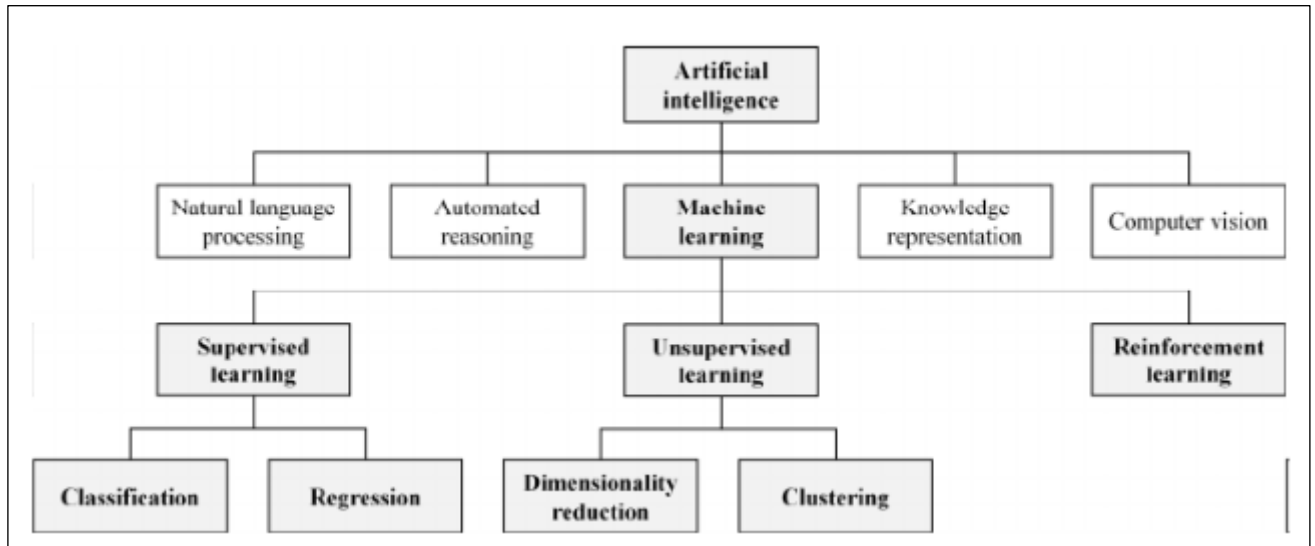 Artificial
intelligence
Natural language
processing
Automated
reasoning
Machine
learning
Knowledge
representation
Computer vision
Supervised
learning
Unsupervised
learning
Reinforcement
learning
Classification
Regression
Dimensionality
reduction
Clustering